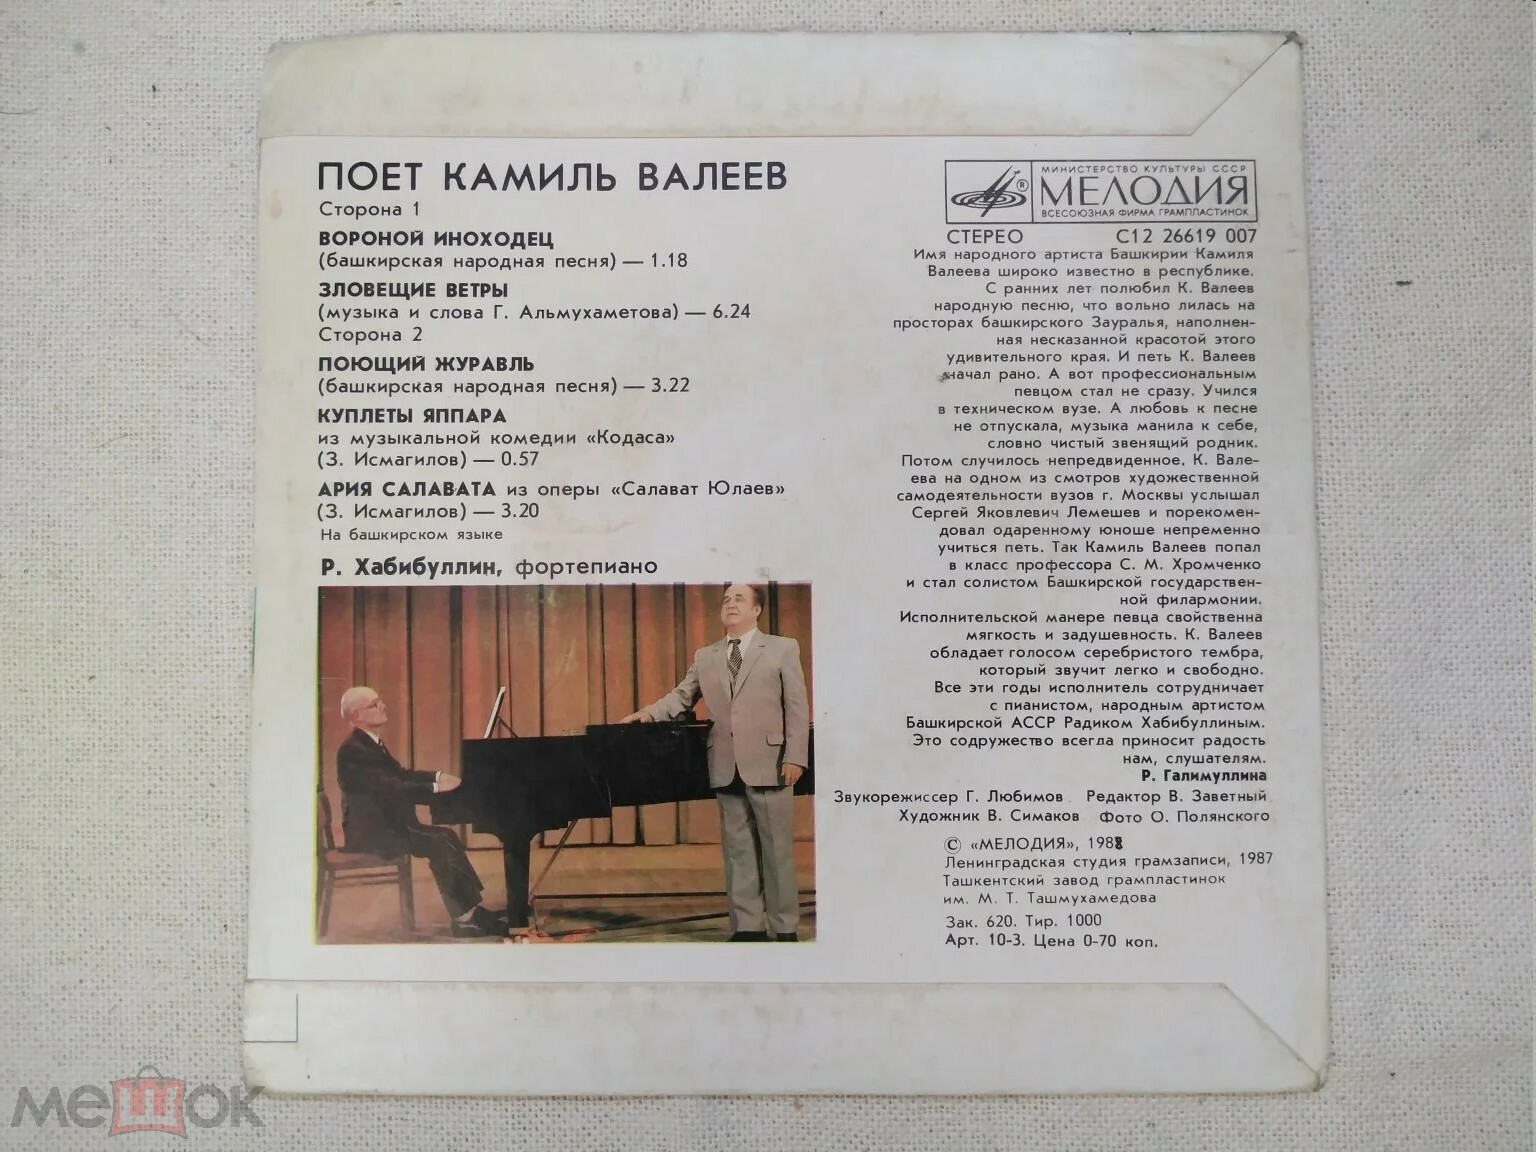 ПОЕТ КАМИЛЬ ВАЛЕЕВ
Сторона 1
ВОРОНОЙ ИНОХОДЕЦ
(башкирская народная песня) — 1.18
ЗЛОВЕЩИЕ ВЕТРЫ
(музыка и слова Г. Альмухаметова) — 6.24
Сторона 2
ПОЮЩИЙ ЖУРАВЛЬ
(башкирская народная песня) — 3.22
КУПЛЕТЫ ЯППАРА
из музыкальной комедии «Кодаса»
(З. Исмагилов) — 0.57
АРИЯ САЛАВАТА из оперы «Салават Юлаев»
(З. Исмагилов) — 3.20
На башкирском языке
Р. Хабибуллин, фортепиано
МИНИСТЕРСТВО КУЛЬТУРЫ СССР
® МЕЛОДИЯ
ВСЕСОЮЗНАЯ ФИРМА ГРАМПЛАСТИНОК
СТЕРЕО С12 26619 007
Имя народного артиста Башкирии Камиля
Валеева широко известно в республике.
С ранних лет полюбил К. Валеев
народную песню, что вольно лилась на
просторах башкирского Зауралья, наполнен-
ная несказанной красотой этого
удивительного края. И петь К. Валеев
начал рано. А вот профессиональным
певцом стал не сразу. Учился
в техническом вузе. А любовь к песне
не отпускала, музыка манила к себе,
словно чистый звенящий родник.
Потом случилось непредвиденное. К. Вале-
ева на одном из смотров художественной
самодеятельности вузов г. Москвы услышал
Сергей Яковлевич Лемешев и порекомен-
довал одаренному юноше непременно
учиться петь. Так Камиль Валеев попал
в класс профессора С. М. Хромченко
и стал солистом Башкирской государствен-
ной филармонии.
Исполнительской манере певца свойственна
мягкость и задушевность. К. Валеев
обладает голосом серебристого тембра,
который звучит легко и свободно.
Все эти годы исполнитель сотрудничает
с пианистом, народным артистом
Башкирской АССР Радиком Хабибуллиным.
Это содружество всегда приносит радость
нам, слушателям.
Р. Галимуллина
Звукорежиссер Г. Любимов Редактор В. Заветный
Художник В. Симаков Фото О. Полянского
© «МЕЛОДИЯ», 1988
Ленинградская студия грамзаписи, 1987
Ташкентский завод грампластинок
им. М. Т. Ташмухамедова
Зак. 620. Тир. 1000
Арт. 10-3. Цена 0-70 коп.
мешок